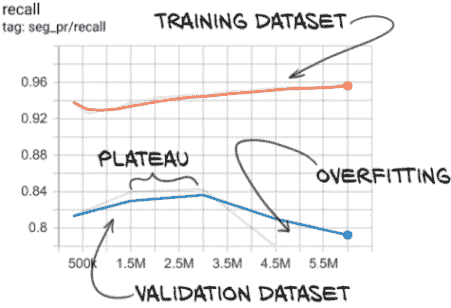 recall
tag: seg_pr/recall
TRAINING DATASET
0.96
0.92
0.88
PLATEAU
0.84
OVERFITTING
0.8
500k 1.5M 2.5M 3.5M 4.5M 5.5M
VALIDATION DATASET